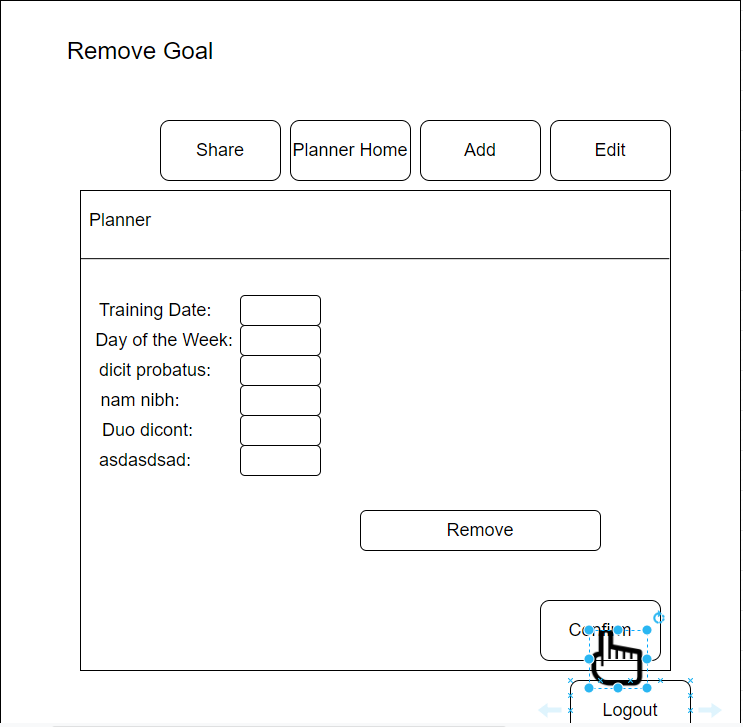 Remove Goal
Share
Planner Home
Add
Edit
Planner
Training Date:
Day of the Week:
dicit probatus:
nam nibh:
Duo dicont:
asdasdsad:
Remove
Confirm
Logout